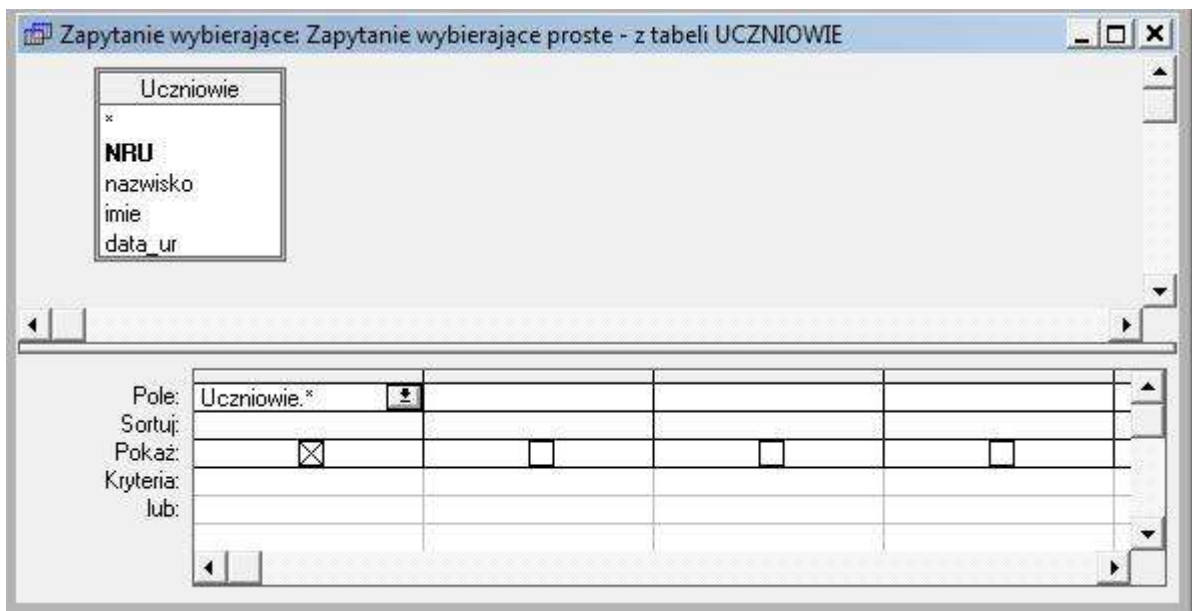 Zapytanie wybierające: Zapytanie wybierające proste - z tabeli UCZNIOWIE
Uczniowie
*
NRU
nazwisko
imie
data_ur
Pole: Uczniowie.*
Sortuj:
Pokaż:
Kryteria:
lub: